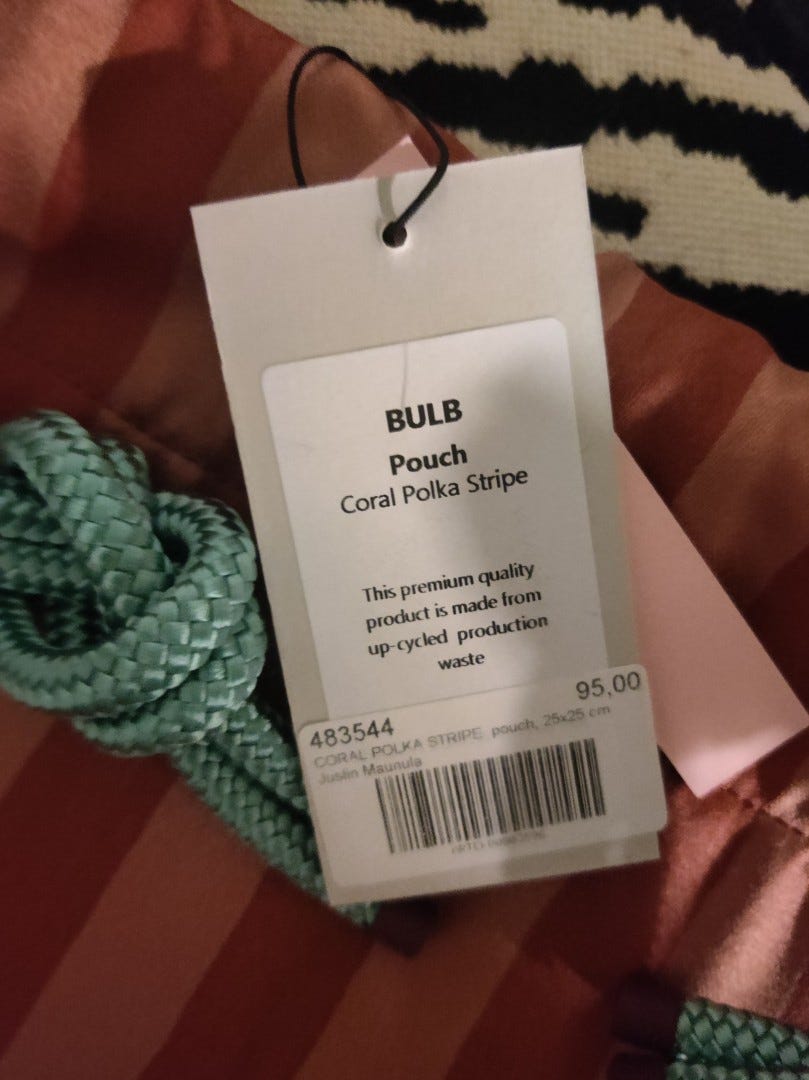 BULB
Pouch
Coral Polka Stripe
This premium quality
product is made from
up-cycled production
waste
95,00
483544
CORAL POLKA STRIPE pouch, 25x25 cm
Justin Maunula